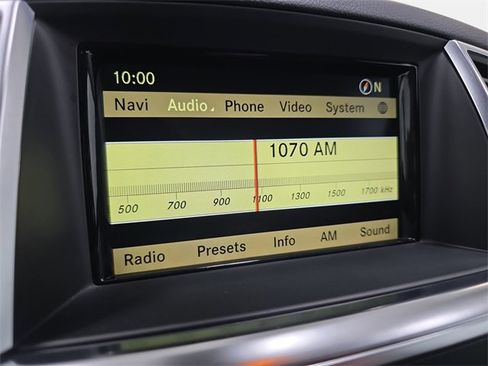 10:00 N
Navi Audio Phone Video System
1070 AM
500 700 900 1100 1300 1500 1700 kHz
Radio Presets Info AM Sound